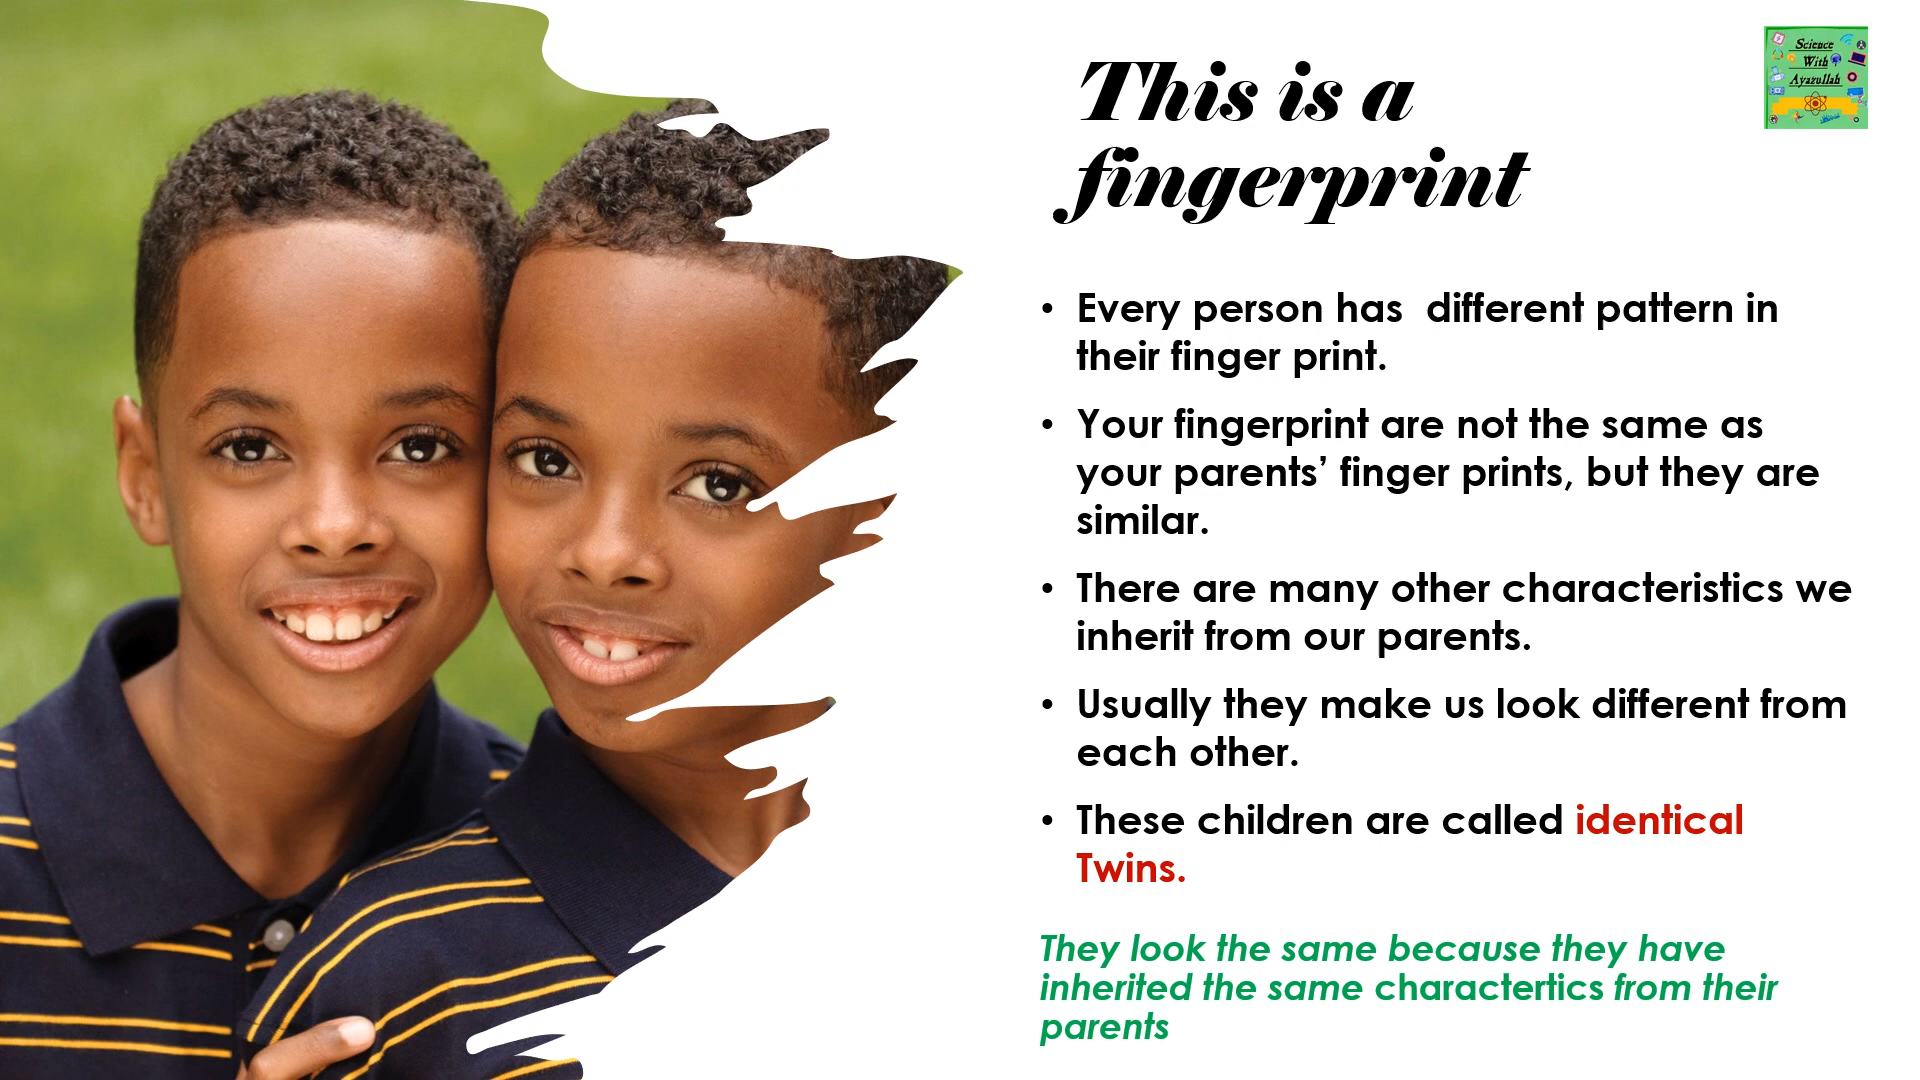 This is a
fingerprint
Science
With
Ayazullah
• Every person has  different pattern in
their finger print.
• Your fingerprint are not the same as
your parents’ finger prints, but they are
similar.
• There are many other characteristics we
inherit from our parents.
• Usually they make us look different from
each other.
• These children are called identical
Twins.
They look the same because they have
inherited the same charactertics from their
parents